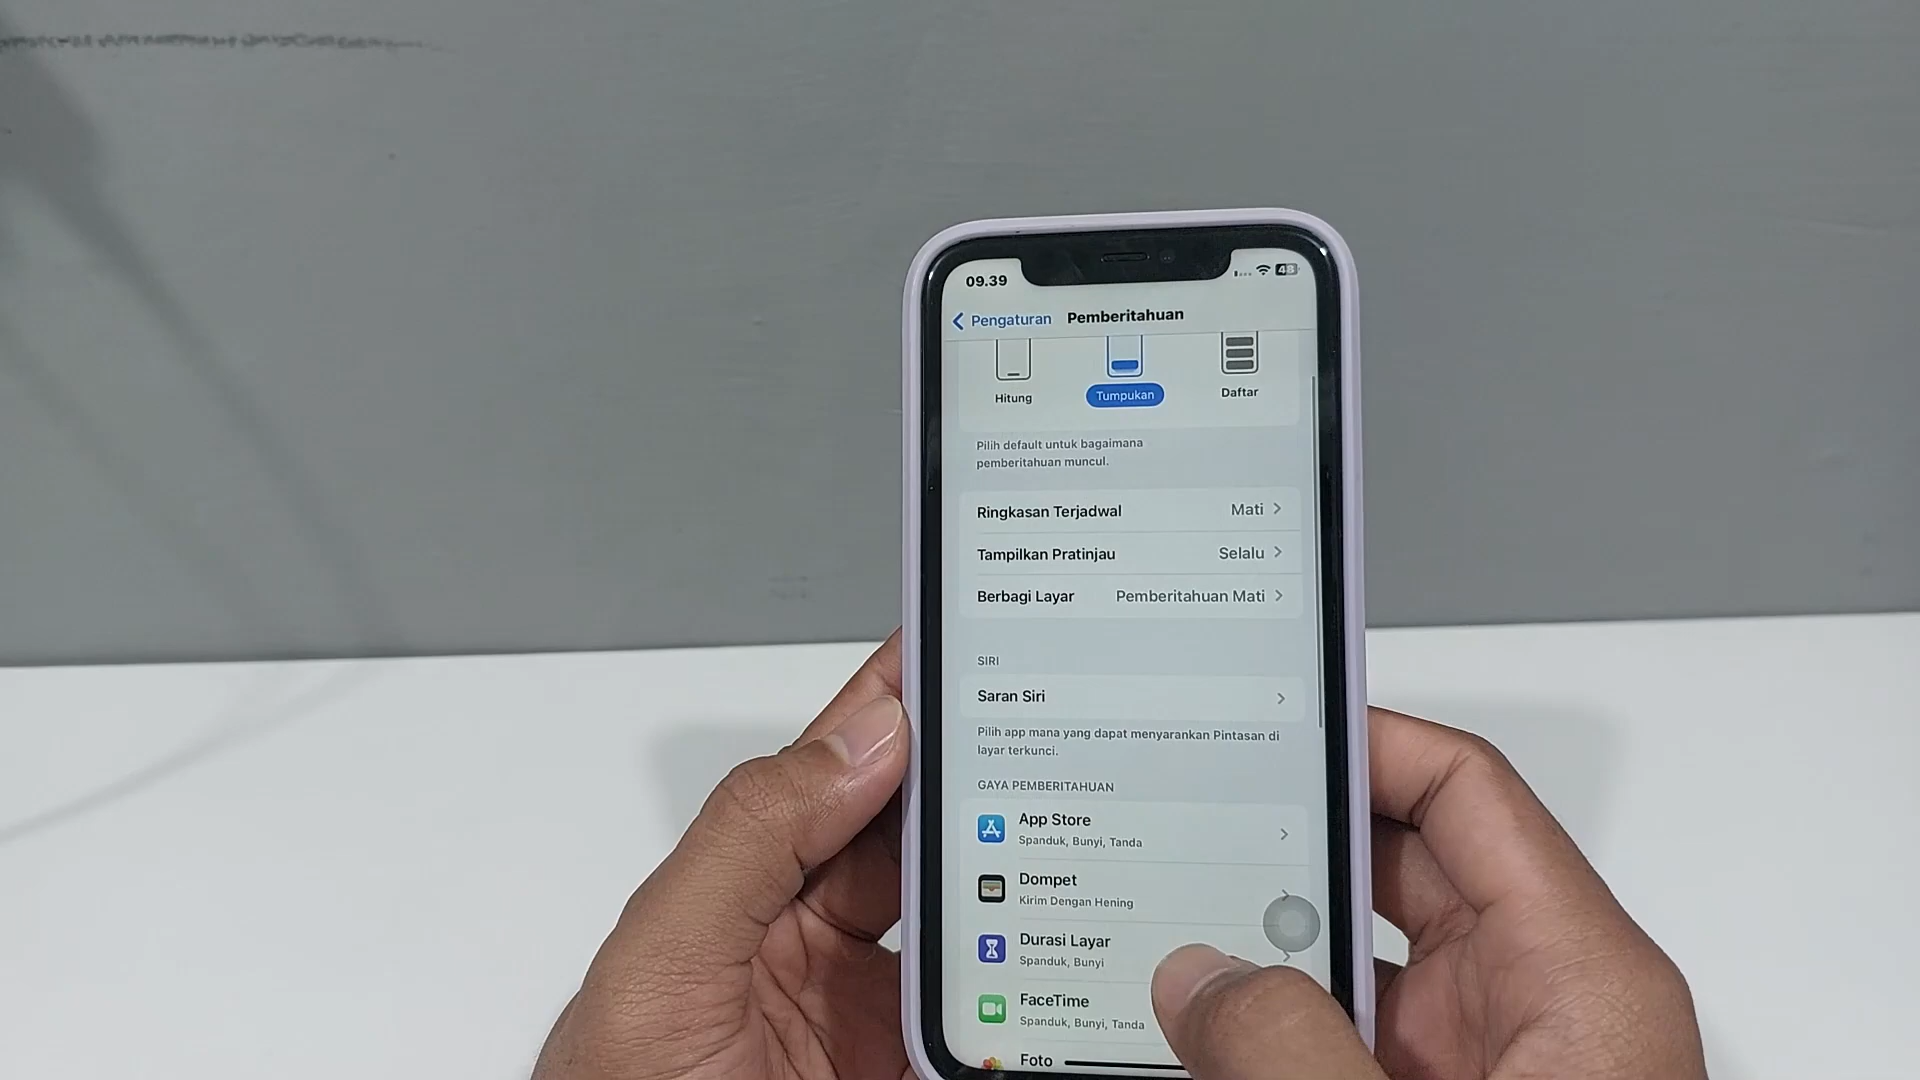 09.39
48
Pengaturan
Pemberitahuan
Hitung
Tumpukan
Daftar
Pilih default untuk bagaimana
pemberitahuan muncul.
Ringkasan Terjadwal
Mati
Tampilkan Pratinjau
Selalu
Berbagi Layar
Pemberitahuan Mati
SIRI
Saran Siri
Pilih app mana yang dapat menyarankan Pintasan di
layar terkunci.
GAYA PEMBERITAHUAN
App Store
Spanduk, Bunyi, Tanda
Dompet
Kirim Dengan Hening
Durasi Layar
Spanduk, Bunyi
FaceTime
Spanduk, Bunyi, Tanda
Foto